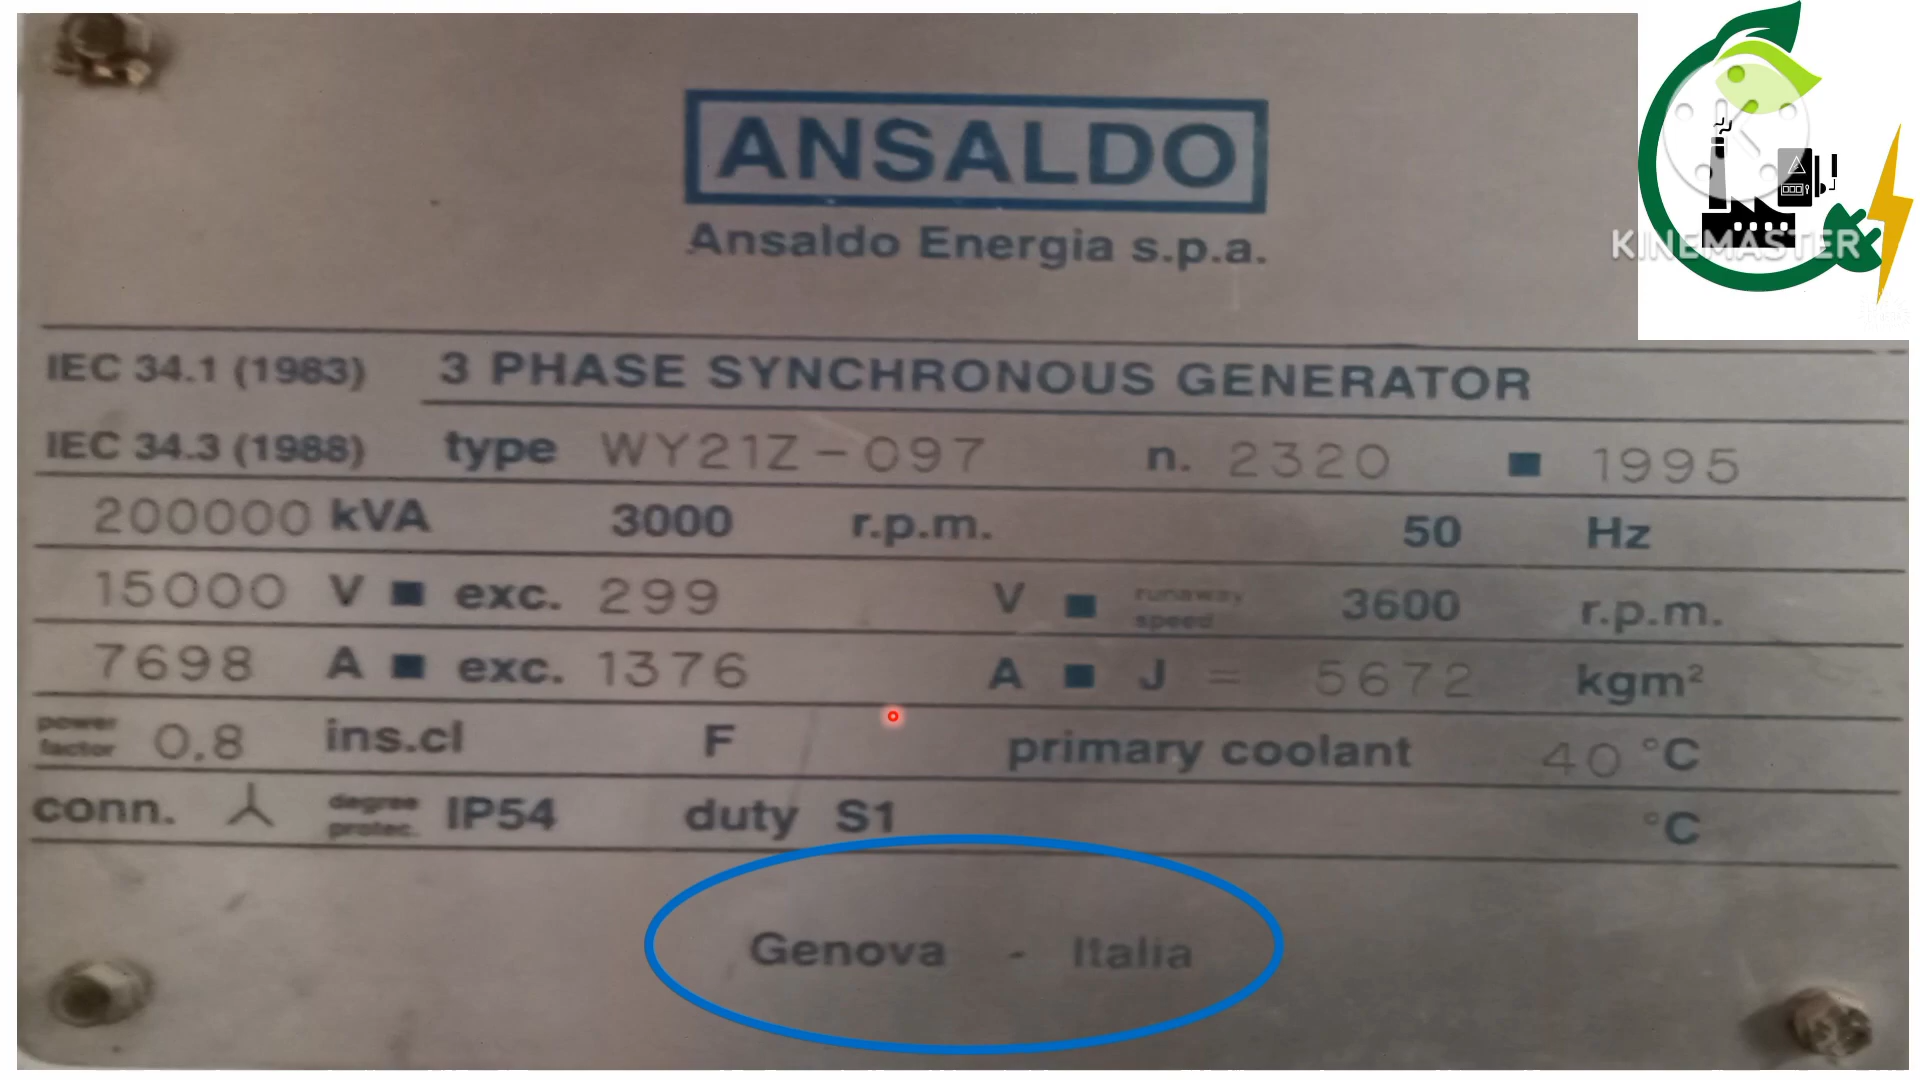 KINEMASTER
ANSALDO
Ansaldo Energia s.p.a.
IEC 34.1 (1983) 3 PHASE SYNCHRONOUS GENERATOR
IEC 34.3 (1988) type WY21Z-097 n. 2320 ■ 1995
200000 kVA 3000 r.p.m. 50 Hz
15000 V ■ exc. 299 V ■ runaway speed 3600 r.p.m.
7698 A ■ exc. 1376 A ■ J = 5672 kgm²
power factor 0.8 ins.cl F primary coolant 40 °C
conn. degree protec. IP54 duty S1 °C
Genova - Italia